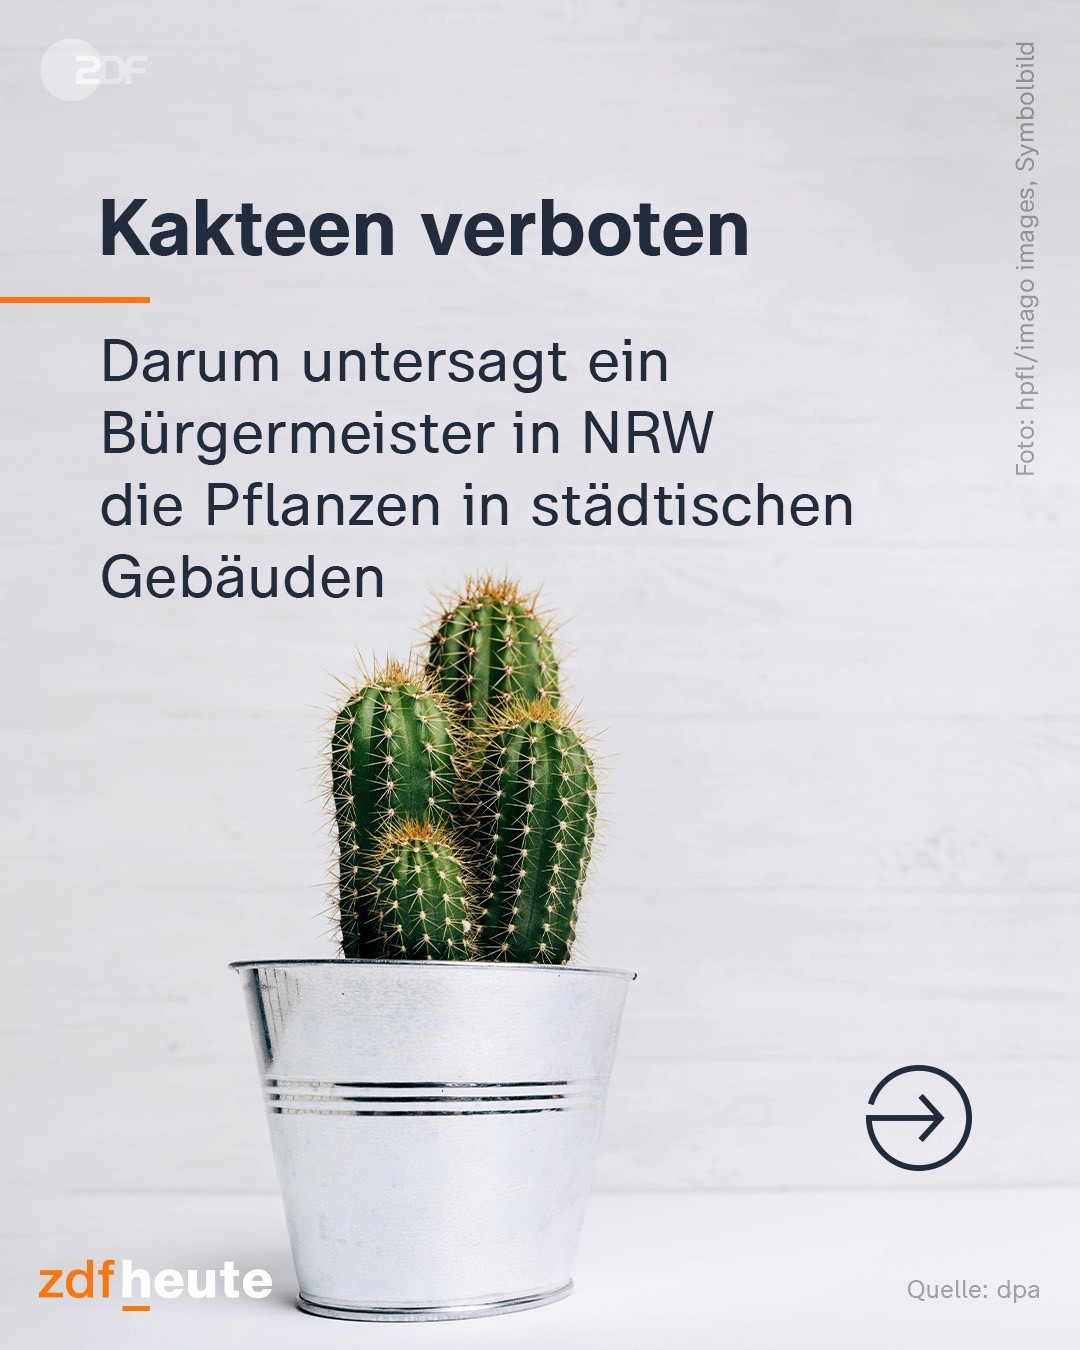 ZDF
Foto: hpfl/imago images, Symbolbild
Kakteen verboten
Darum untersagt ein
Bürgermeister in NRW
die Pflanzen in städtischen
Gebäuden
zdfheute
Quelle: dpa